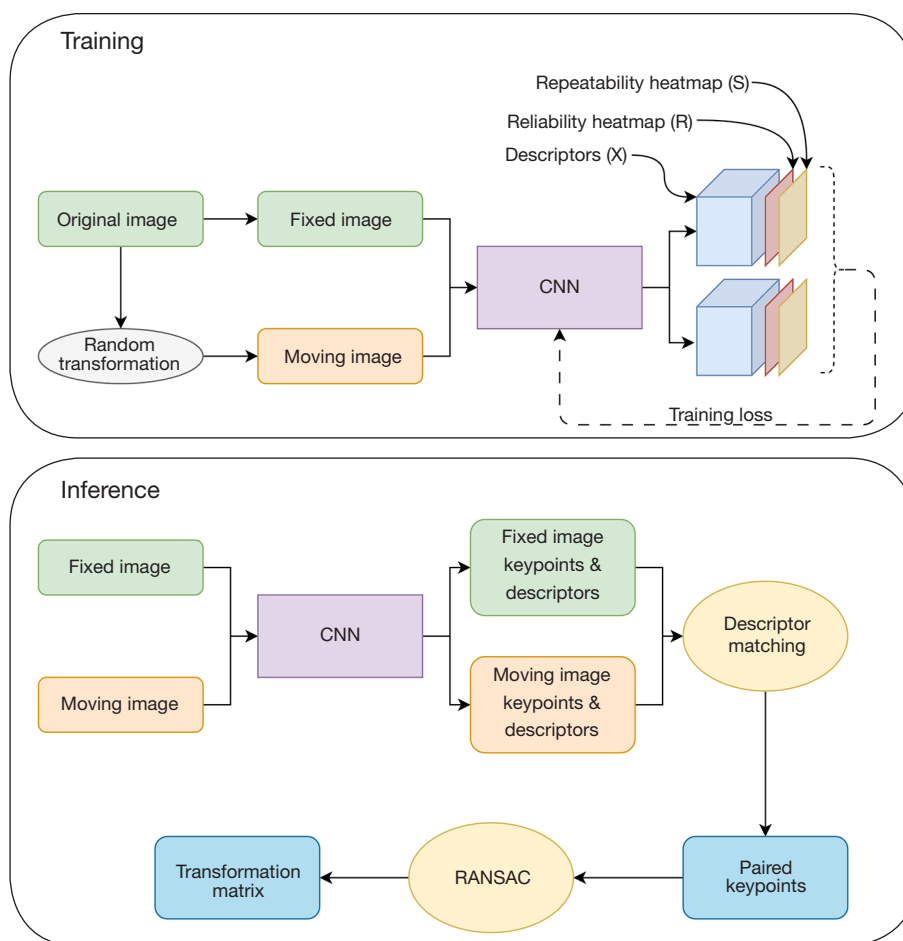 Training
Repeatability heatmap (S)
Reliability heatmap (R)
Descriptors (X)
Original image
Fixed image
CNN
Random
transformation
Moving image
Training loss
Inference
Fixed image
Moving image
CNN
Fixed image
keypoints &
descriptors
Moving image
keypoints &
descriptors
Descriptor
matching
Transformation
matrix
RANSAC
Paired
keypoints